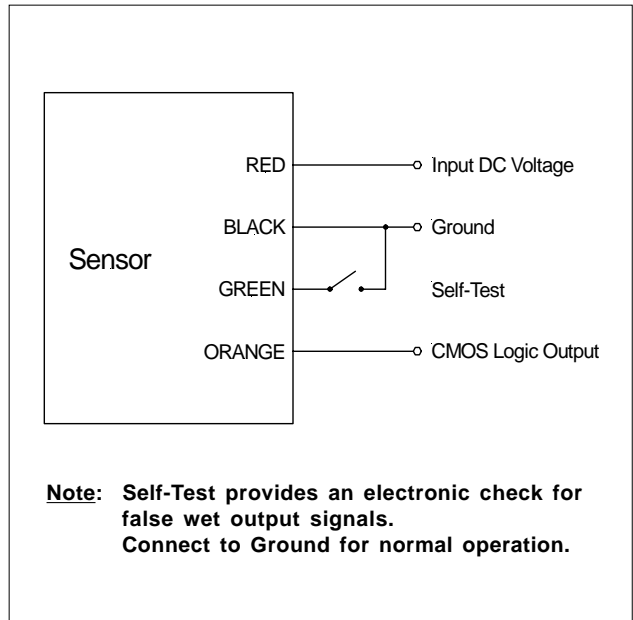 RED
Input DC Voltage
BLACK
Ground
Sensor
GREEN
Self-Test
ORANGE
CMOS Logic Output
Note: Self-Test provides an electronic check for
false wet output signals.
Connect to Ground for normal operation.